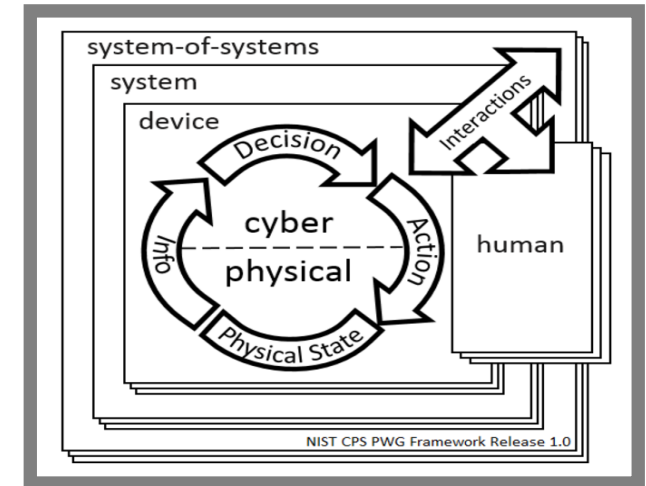 system-of-systems
system
device
Interactions
Decision
cyber
physical
Info
Action
Physical State
human
NIST CPS PWG Framework Release 1.0